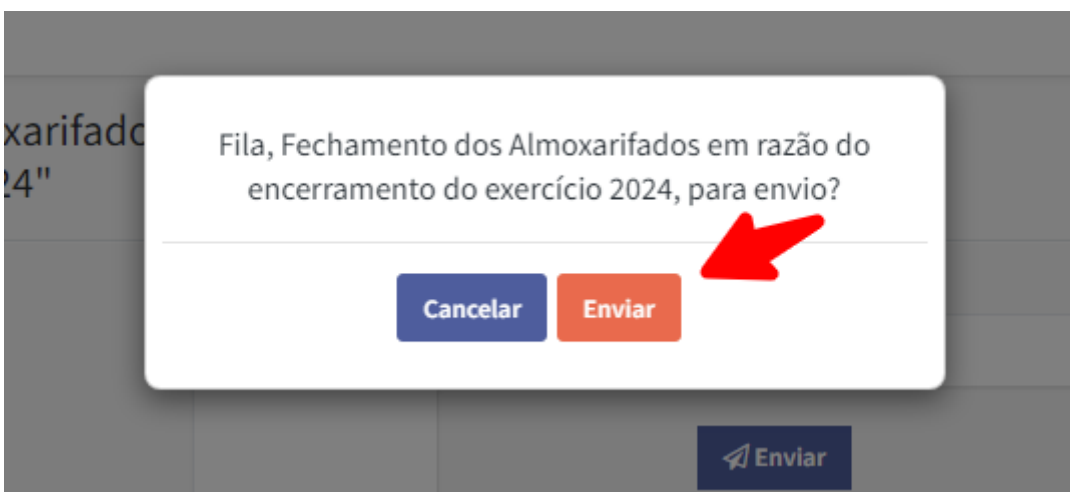 xarifado
24"
Fila, Fechamento dos Almoxarifados em razão do
encerramento do exercício 2024, para envio?
Cancelar Enviar
Enviar